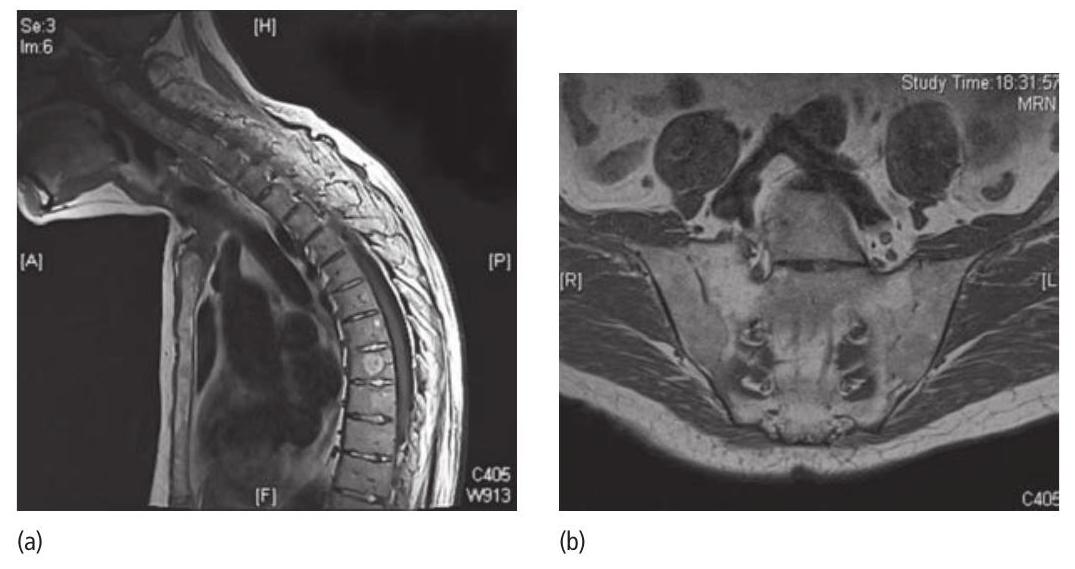 Se:3
Im:6
[H]
[A]
[P]
[F]
C405
W913
(a)
Study Time:18:31:57
MRN
[R]
[L
C405
(b)